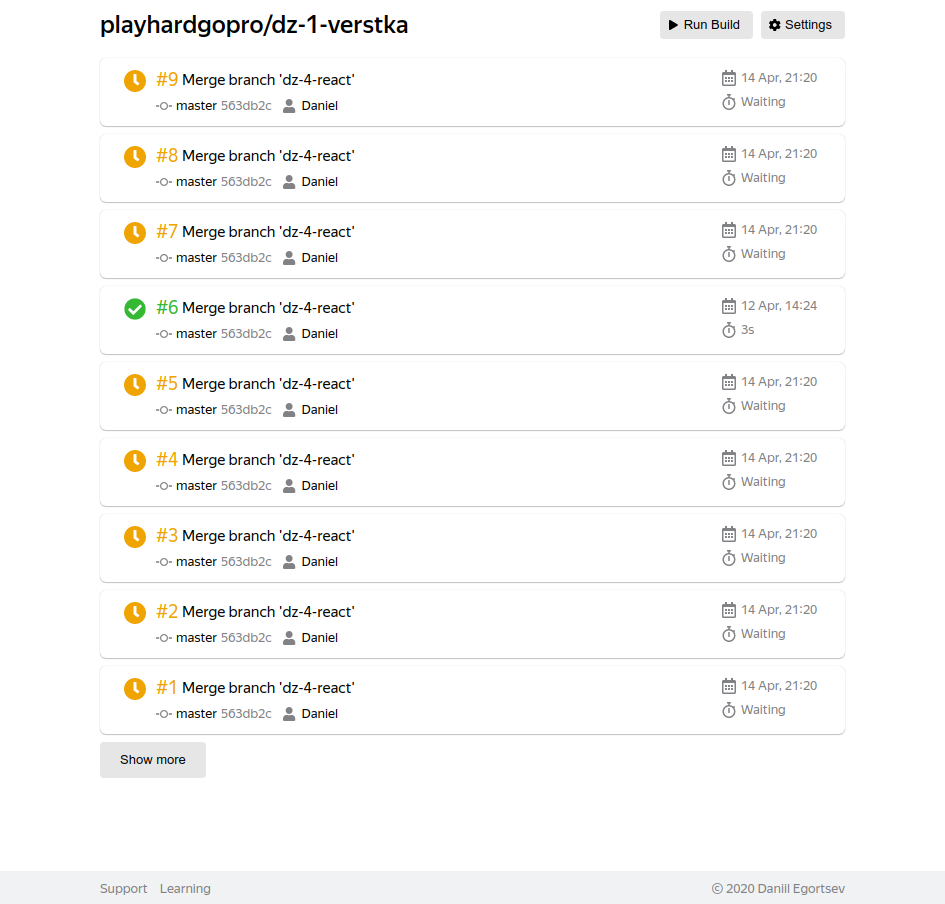 playhardgopro/dz-1-verstka
Run Build Settings
#9 Merge branch 'dz-4-react' 14 Apr, 21:20
master 563db2c Daniel Waiting
#8 Merge branch 'dz-4-react' 14 Apr, 21:20
master 563db2c Daniel Waiting
#7 Merge branch 'dz-4-react' 14 Apr, 21:20
master 563db2c Daniel Waiting
#6 Merge branch 'dz-4-react' 12 Apr, 14:24
master 563db2c Daniel 3s
#5 Merge branch 'dz-4-react' 14 Apr, 21:20
master 563db2c Daniel Waiting
#4 Merge branch 'dz-4-react' 14 Apr, 21:20
master 563db2c Daniel Waiting
#3 Merge branch 'dz-4-react' 14 Apr, 21:20
master 563db2c Daniel Waiting
#2 Merge branch 'dz-4-react' 14 Apr, 21:20
master 563db2c Daniel Waiting
#1 Merge branch 'dz-4-react' 14 Apr, 21:20
master 563db2c Daniel Waiting
Show more
Support Learning © 2020 Daniil Egortsev